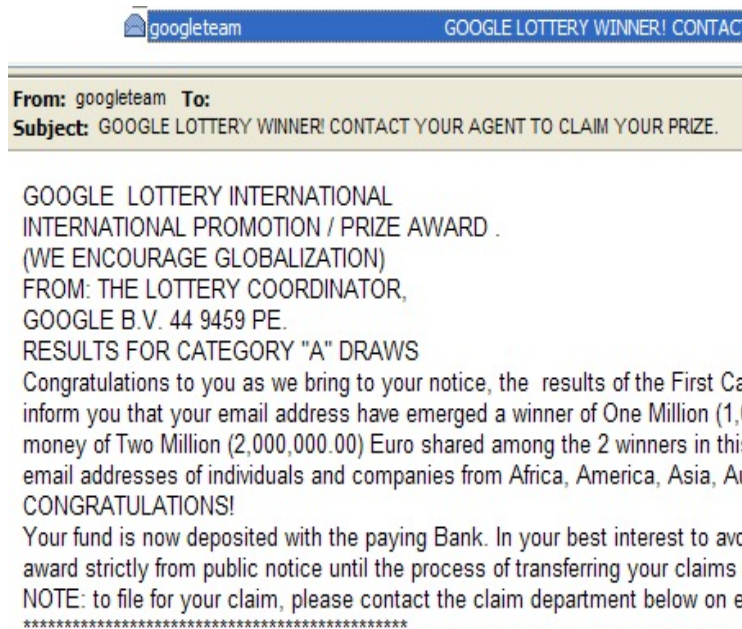 googleteam GOOGLE LOTTERY WINNER! CONTACT
From: googleteam To:
Subject: GOOGLE LOTTERY WINNER! CONTACT YOUR AGENT TO CLAIM YOUR PRIZE.
GOOGLE LOTTERY INTERNATIONAL
INTERNATIONAL PROMOTION / PRIZE AWARD .
(WE ENCOURAGE GLOBALIZATION)
FROM: THE LOTTERY COORDINATOR,
GOOGLE B.V. 44 9459 PE.
RESULTS FOR CATEGORY "A" DRAWS
Congratulations to you as we bring to your notice, the results of the First Ca
inform you that your email address have emerged a winner of One Million (1,
money of Two Million (2,000,000.00) Euro shared among the 2 winners in this
email addresses of individuals and companies from Africa, America, Asia, Au
CONGRATULATIONS!
Your fund is now deposited with the paying Bank. In your best interest to avo
award strictly from public notice until the process of transferring your claims
NOTE: to file for your claim, please contact the claim department below on e
***********************************************